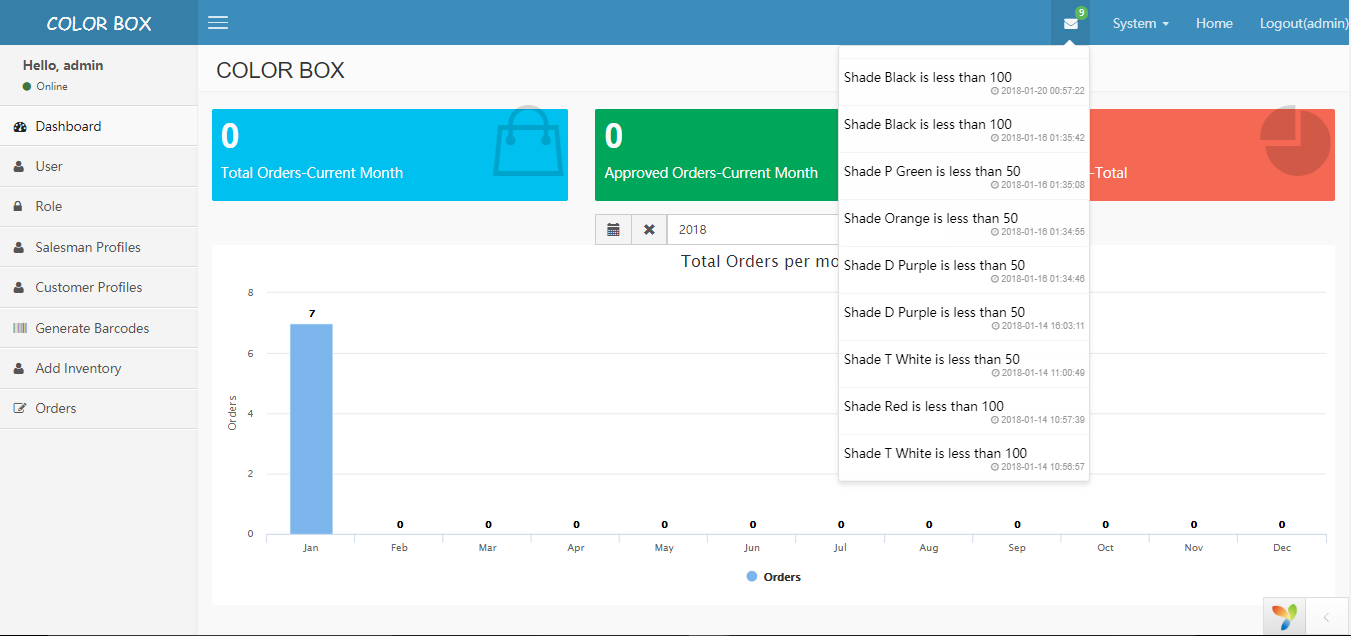 COLOR BOX
9
System
Home
Logout(admin)
Hello, admin
Online
Dashboard
User
Role
Salesman Profiles
Customer Profiles
Generate Barcodes
Add Inventory
Orders
COLOR BOX
0
Total Orders-Current Month
0
Approved Orders-Current Month
-Total
2018
Total Orders per mo
Shade Black is less than 100
2018-01-20 00:57:22
Shade Black is less than 100
2018-01-16 01:35:42
Shade P Green is less than 50
2018-01-16 01:35:08
Shade Orange is less than 50
2018-01-16 01:34:55
Shade D Purple is less than 50
2018-01-16 01:34:46
Shade D Purple is less than 50
2018-01-14 16:03:11
Shade T White is less than 50
2018-01-14 11:00:49
Shade Red is less than 100
2018-01-14 10:57:39
Shade T White is less than 100
2018-01-14 10:56:57
Orders
8
6
4
2
0
7
0 0 0 0 0 0 0 0 0 0 0
Jan Feb Mar Apr May Jun Jul Aug Sep Oct Nov Dec
Orders